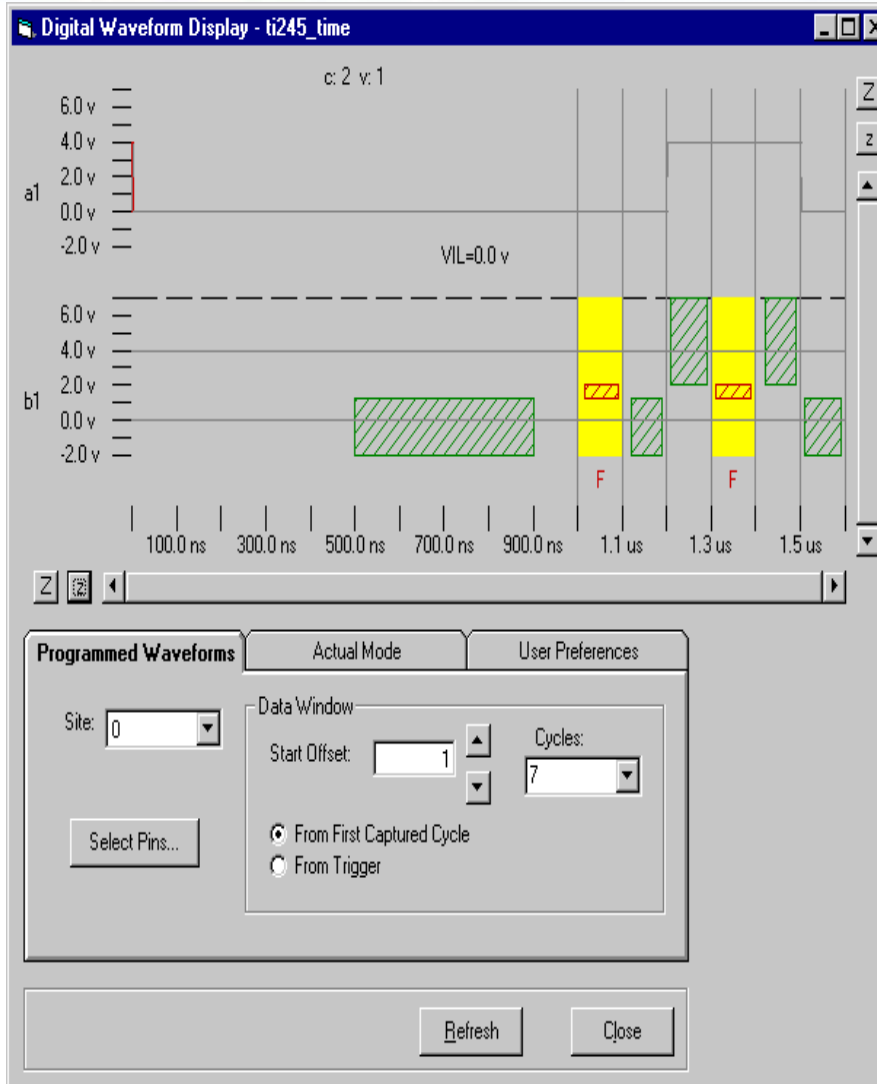 Digital Waveform Display - ti245_time
c: 2 v: 1
6.0 v
4.0 v
2.0 v
0.0 v
-2.0 v
a1
VIL=0.0 v
6.0 v
4.0 v
2.0 v
0.0 v
-2.0 v
b1
F F
100.0 ns 300.0 ns 500.0 ns 700.0 ns 900.0 ns 1.1 us 1.3 us 1.5 us
Z
z
Z z
Programmed Waveforms Actual Mode User Preferences
Site: 0
Select Pins...
Data Window
Start Offset: 1
Cycles:
7
From First Captured Cycle
From Trigger
Refresh Close